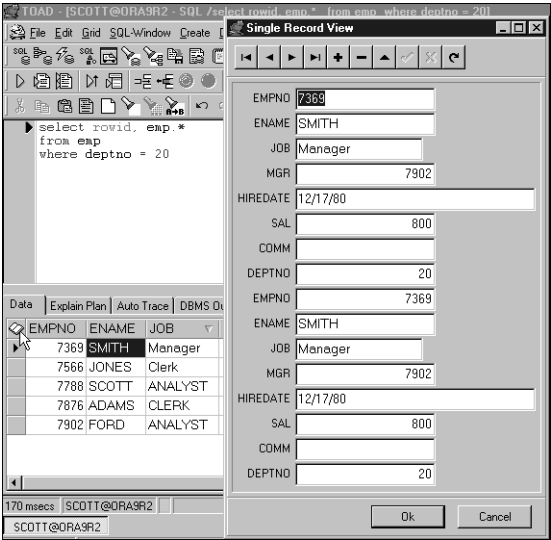 TOAD - [SCOTT@ORA9R2 - SQL /select rowid, emp.* from emp where deptno = 20]
File Edit Grid SQL-Window Create
select rowid, emp.*
from emp
where deptno = 20
Data Explain Plan Auto Trace DBMS Ou
EMPNO ENAME JOB
7369 SMITH Manager
7566 JONES Clerk
7788 SCOTT ANALYST
7876 ADAMS CLERK
7902 FORD ANALYST
170 msecs SCOTT@ORA9R2
SCOTT@ORA9R2
Single Record View
EMPNO 7369
ENAME SMITH
JOB Manager
MGR 7902
HIREDATE 12/17/80
SAL 800
COMM
DEPTNO 20
EMPNO 7369
ENAME SMITH
JOB Manager
MGR 7902
HIREDATE 12/17/80
SAL 800
COMM
DEPTNO 20
Ok Cancel